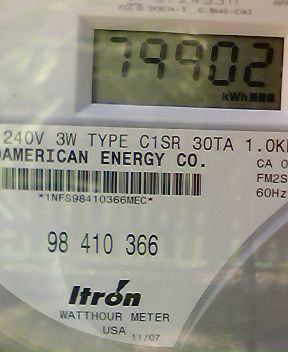 79902
kWh
240V 3W TYPE C1SR 30TA 1.0K
AMERICAN ENERGY CO.
CA 0
FM2S
60Hz
*1NFS98410366MEC*
98 410 366
Itron
WATTHOUR METER
USA 11/07